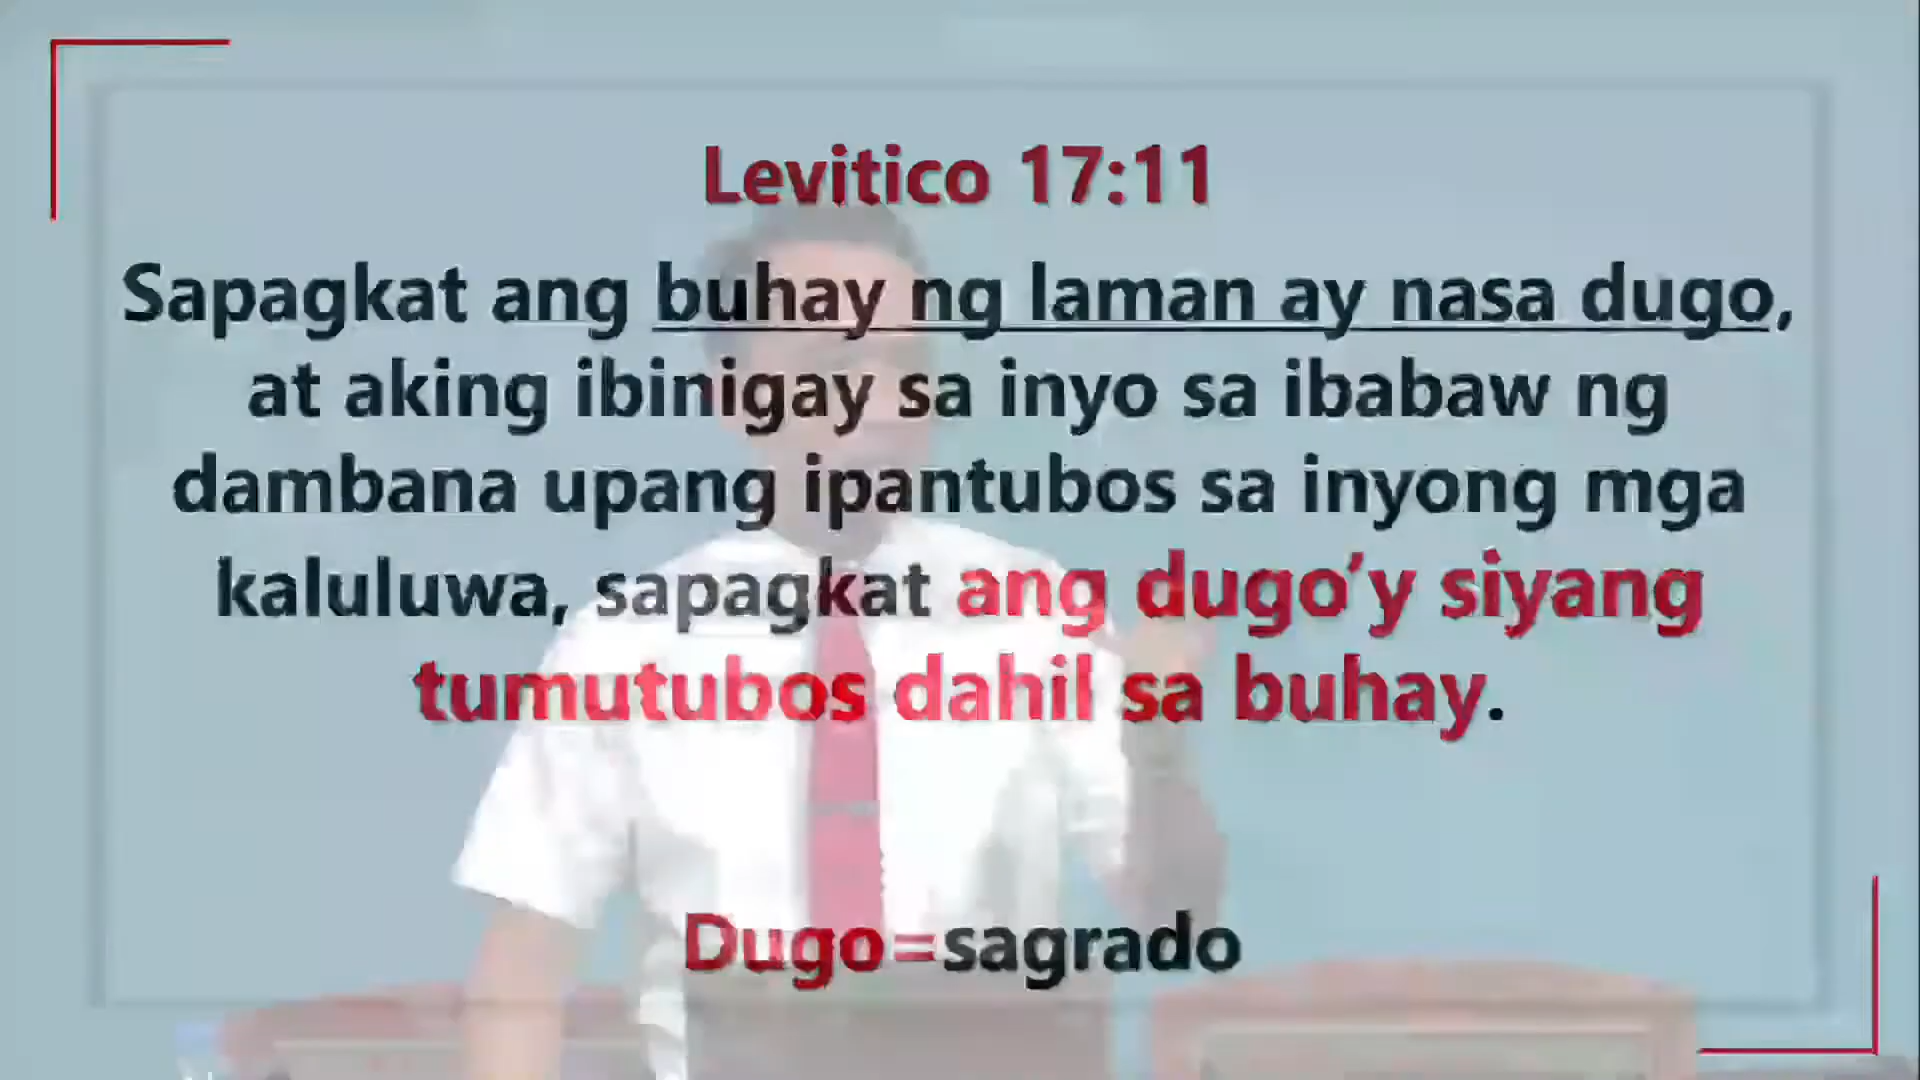 Levitico 17:11
Sapagkat ang buhay ng laman ay nasa dugo,
at aking ibinigay sa inyo sa ibabaw ng
dambana upang ipantubos sa inyong mga
kaluluwa, sapagkat ang dugo’y siyang
tumutubos dahil sa buhay.
Dugo=sagrado